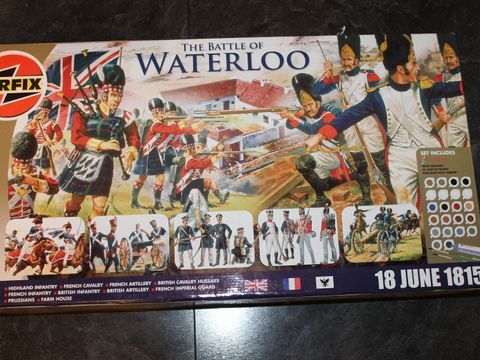 THE BATTLE OF
WATERLOO
RFIX
SET INCLUDES
18 JUNE 1815
HIGHLAND INFANTRY • FRENCH CAVALRY • FRENCH ARTILLERY • BRITISH CAVALRY HUSSARS
• FRENCH INFANTRY • BRITISH INFANTRY • BRITISH ARTILLERY • FRENCH IMPERIAL GUARD
• PRUSSIANS • FARM HOUSE